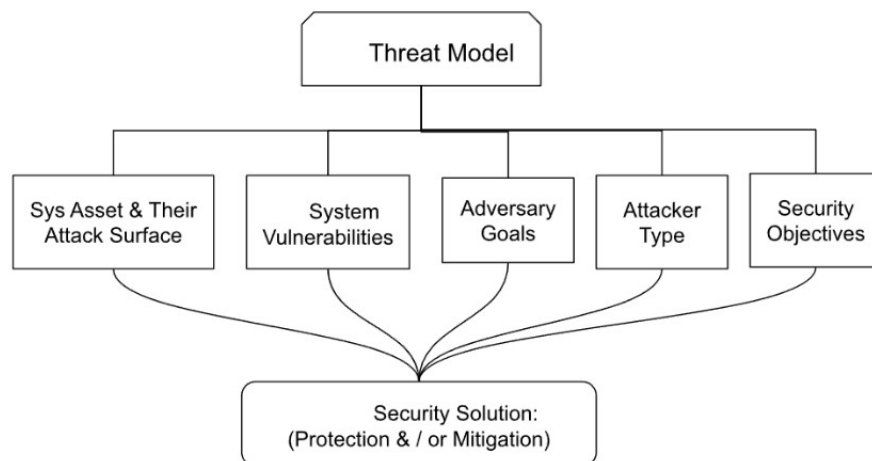 Threat Model
Sys Asset & Their
Attack Surface
System
Vulnerabilities
Adversary
Goals
Attacker
Type
Security
Objectives
Security Solution:
(Protection & / or Mitigation)